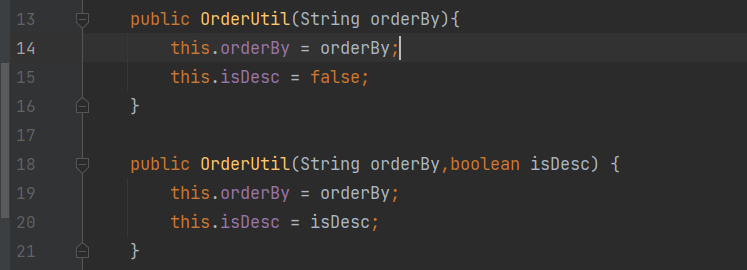 13 public OrderUtil(String orderBy){
14 this.orderBy = orderBy;
15 this.isDesc = false;
16 }
17
18 public OrderUtil(String orderBy,boolean isDesc) {
19 this.orderBy = orderBy;
20 this.isDesc = isDesc;
21 }